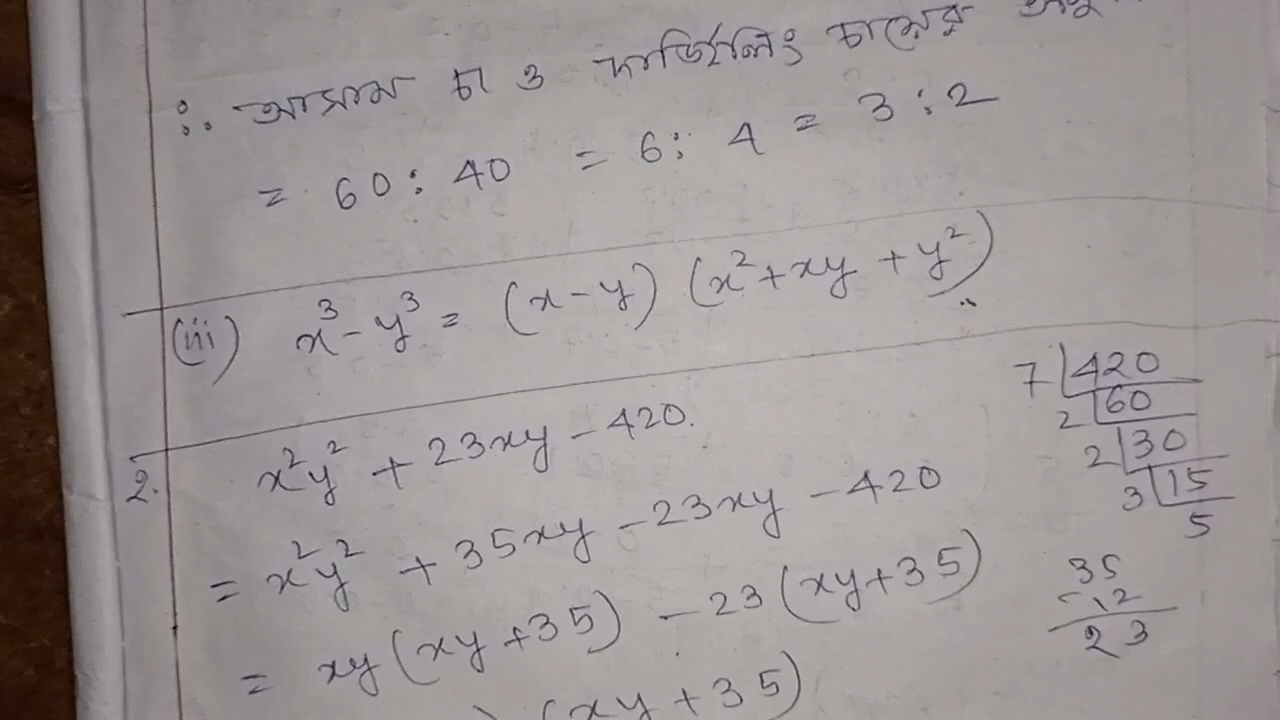 ∴ আসাম চা ও দার্জিলিং চায়ের
= 60 : 40 = 6 : 4 = 3 : 2
(iii) x³ - y³ = (x - y) (x² + xy + y²)
2. x²y² + 23xy - 420.
= x²y² + 35xy - 23xy - 420
= xy(xy + 35) - 23(xy + 35)
(xy + 35)
7 | 420
2 | 60
2 | 30
3 | 15
5
35
- 12
23